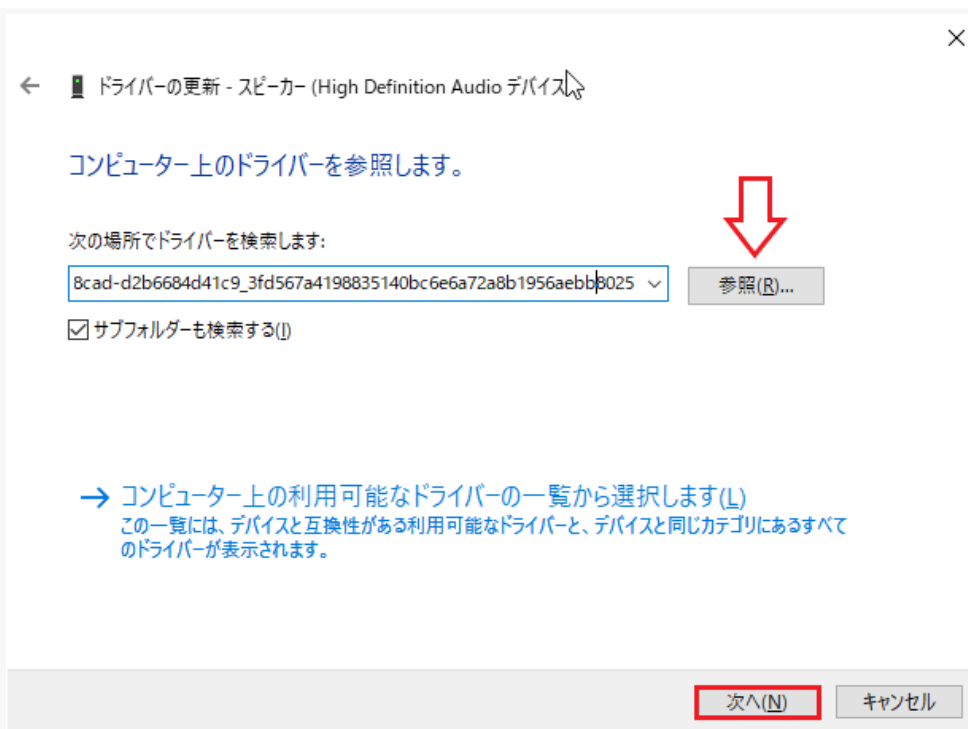 ドライバーの更新 - スピーカー (High Definition Audio デバイス
コンピューター上のドライバーを参照します。
次の場所でドライバーを検索します:
8cad-d2b6684d41c9_3fd567a4198835140bc6e6a72a8b1956aebb8025
参照(R)...
サブフォルダーも検索する(I)
コンピューター上の利用可能なドライバーの一覧から選択します(L)
この一覧には、デバイスと互換性がある利用可能なドライバーと、デバイスと同じカテゴリにあるすべて
のドライバーが表示されます。
次へ(N)
キャンセル